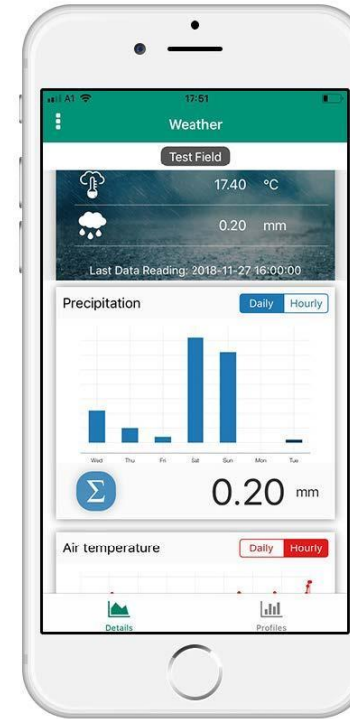 A1 17:51
Weather
Test Field
17.40 °C
0.20 mm
Last Data Reading: 2018-11-27 16:00:00
Precipitation Daily Hourly
Wed Thu Fri Sat Sun Mon Tue
Σ 0.20 mm
Air temperature Daily Hourly
Details Profiles